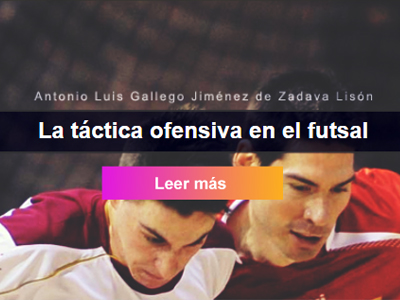 Antonio Luis Gallego Jiménez de Zadava Lisón
La táctica ofensiva en el futsal
Leer más